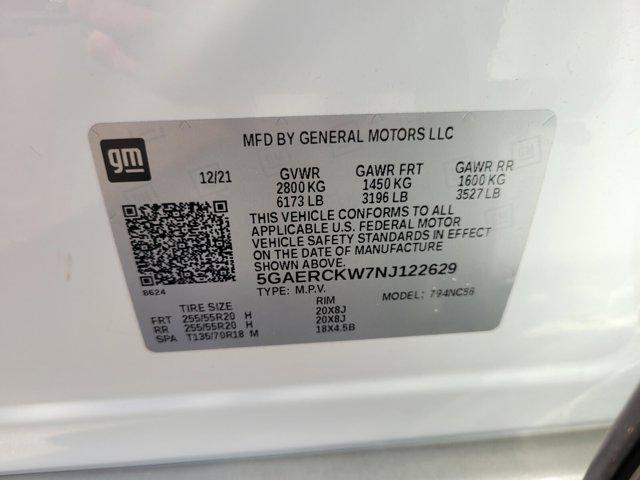 gm
MFD BY GENERAL MOTORS LLC
12/21 GVWR GAWR FRT GAWR RR
2800 KG 1450 KG 1600 KG
6173 LB 3196 LB 3527 LB
THIS VEHICLE CONFORMS TO ALL
APPLICABLE U.S. FEDERAL MOTOR
VEHICLE SAFETY STANDARDS IN EFFECT
ON THE DATE OF MANUFACTURE
SHOWN ABOVE.
8624
5GAERCKW7NJ122629
TYPE: M.P.V. MODEL: 794NC56
TIRE SIZE RIM
FRT 255/55R20 H 20X8J
RR 255/55R20 H 20X8J
SPA T135/70R18 M 18X4.5B